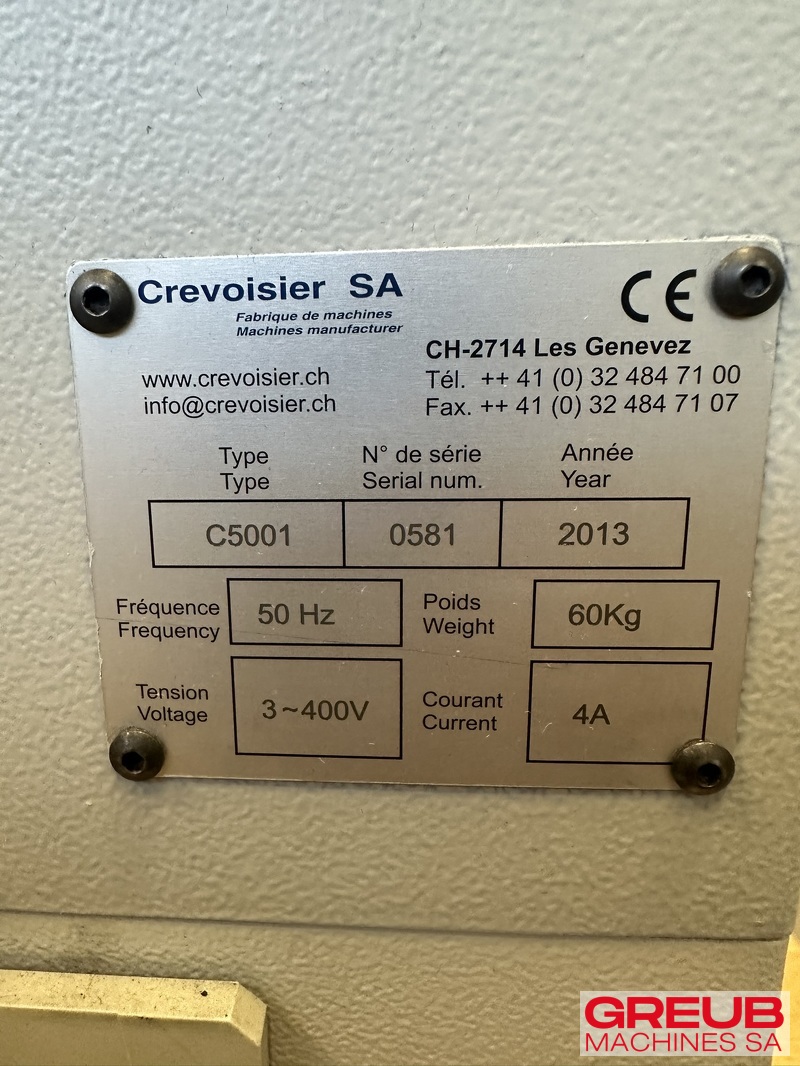 Crevoisier SA
Fabrique de machines
Machines manufacturer
CE
CH-2714 Les Genevez
www.crevoisier.ch
Tél. ++ 41 (0) 32 484 71 00
info@crevoisier.ch
Fax. ++ 41 (0) 32 484 71 07
Type N° de série Année
Type Serial num. Year
C5001 0581 2013
Fréquence
Frequency
50 Hz
Poids
Weight
60Kg
Tension
Voltage
3~400V
Courant
Current
4A
GREUB
MACHINES SA